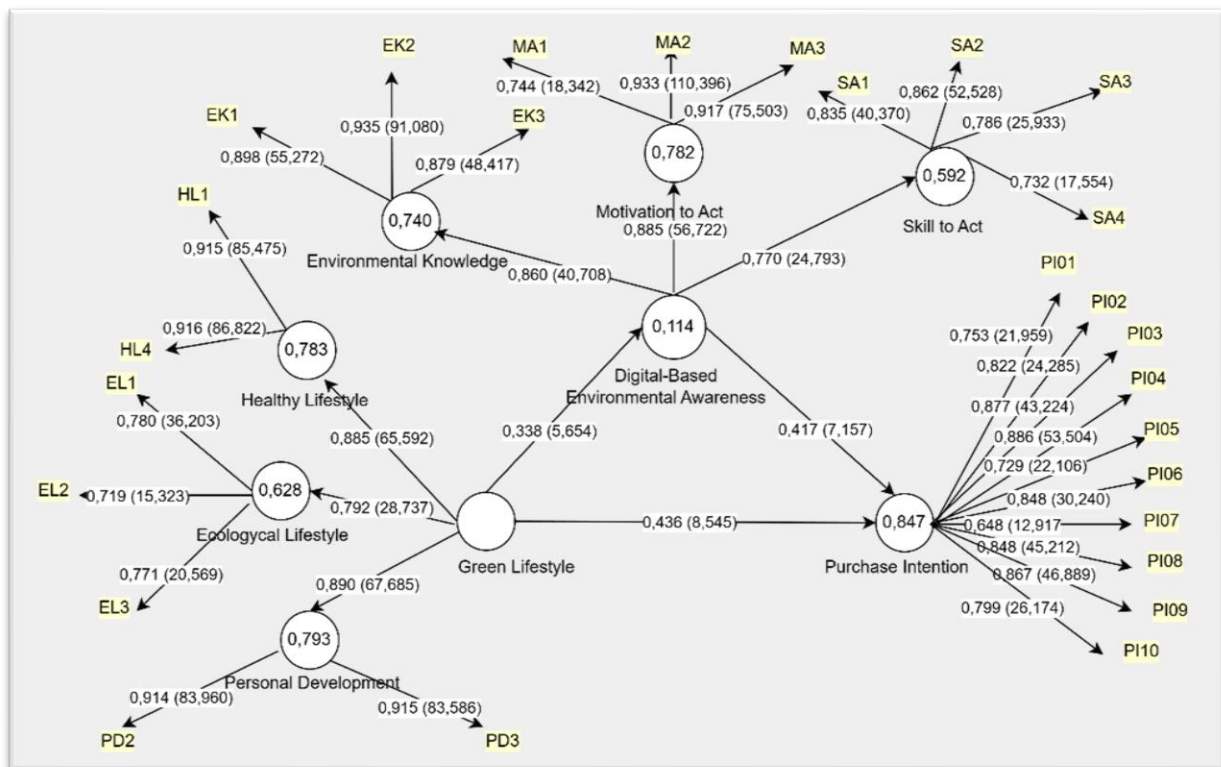 EK2
MA1
MA2
MA3
SA2
SA1
SA3
0,744 (18,342)
0,933 (110,396)
0,917 (75,503)
0,862 (52,528)
0,835 (40,370)
0,786 (25,933)
EK1
EK3
0,935 (91,080)
0,898 (55,272)
0,879 (48,417)
0,782
0,592
0,732 (17,554)
SA4
HL1
0,740
Motivation to Act
Skill to Act
0,885 (56,722)
0,915 (85,475)
Environmental Knowledge
0,860 (40,708)
0,770 (24,793)
PI01
PI02
PI03
PI04
PI05
PI06
PI07
PI08
PI09
PI10
0,916 (86,822)
HL4
0,783
0,114
0,753 (21,959)
0,822 (24,285)
0,877 (43,224)
0,886 (53,504)
0,729 (22,106)
0,848 (30,240)
0,648 (12,917
0,848 (45,212)
0,867 (46,889)
0,799 (26,174)
EL1
Healthy Lifestyle
Digital-Based
Environmental Awareness
0,780 (36,203)
0,885 (65,592)
0,338 (5,654)
0,417 (7,157)
EL2
0,719 (15,323)
0,628
0,792 (28,737)
Ecologycal Lifestyle
0,436 (8,545)
0,847
Green Lifestyle
Purchase Intention
0,771 (20,569)
EL3
0,890 (67,685)
0,793
Personal Development
0,914 (83,960)
0,915 (83,586)
PD2
PD3